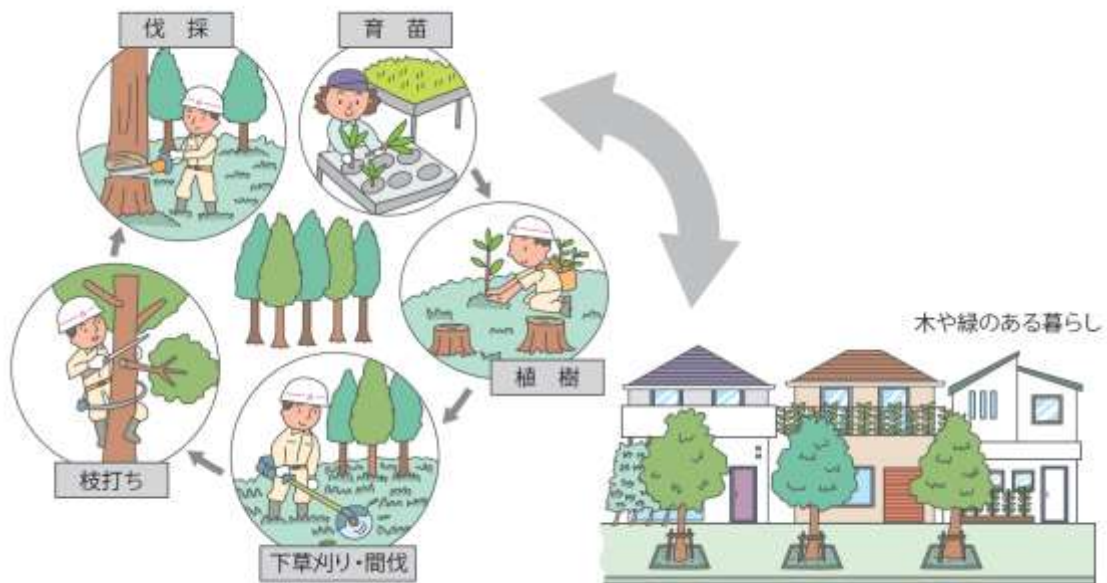 伐採
育苗
植樹
下草刈り・間伐
枝打ち
木や緑のある暮らし